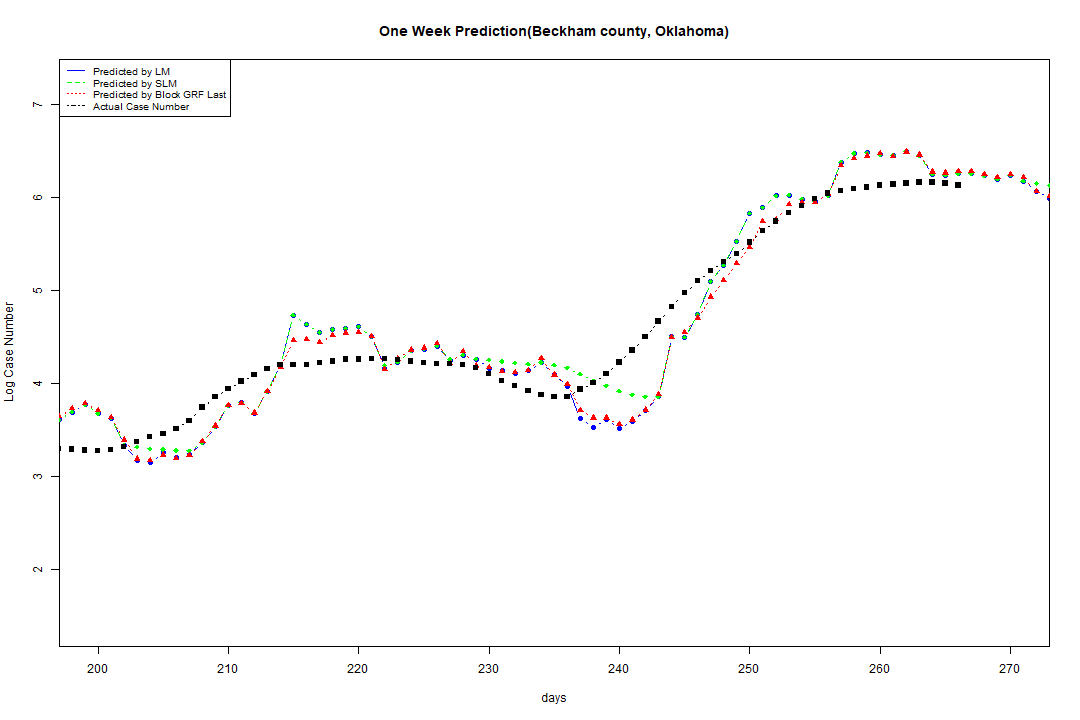 One Week Prediction(Beckham county, Oklahoma)
Predicted by LM
Predicted by SLM
Predicted by Block GRF Last
Actual Case Number
7
6
5
4
3
2
Log Case Number
200 210 220 230 240 250 260 270
days